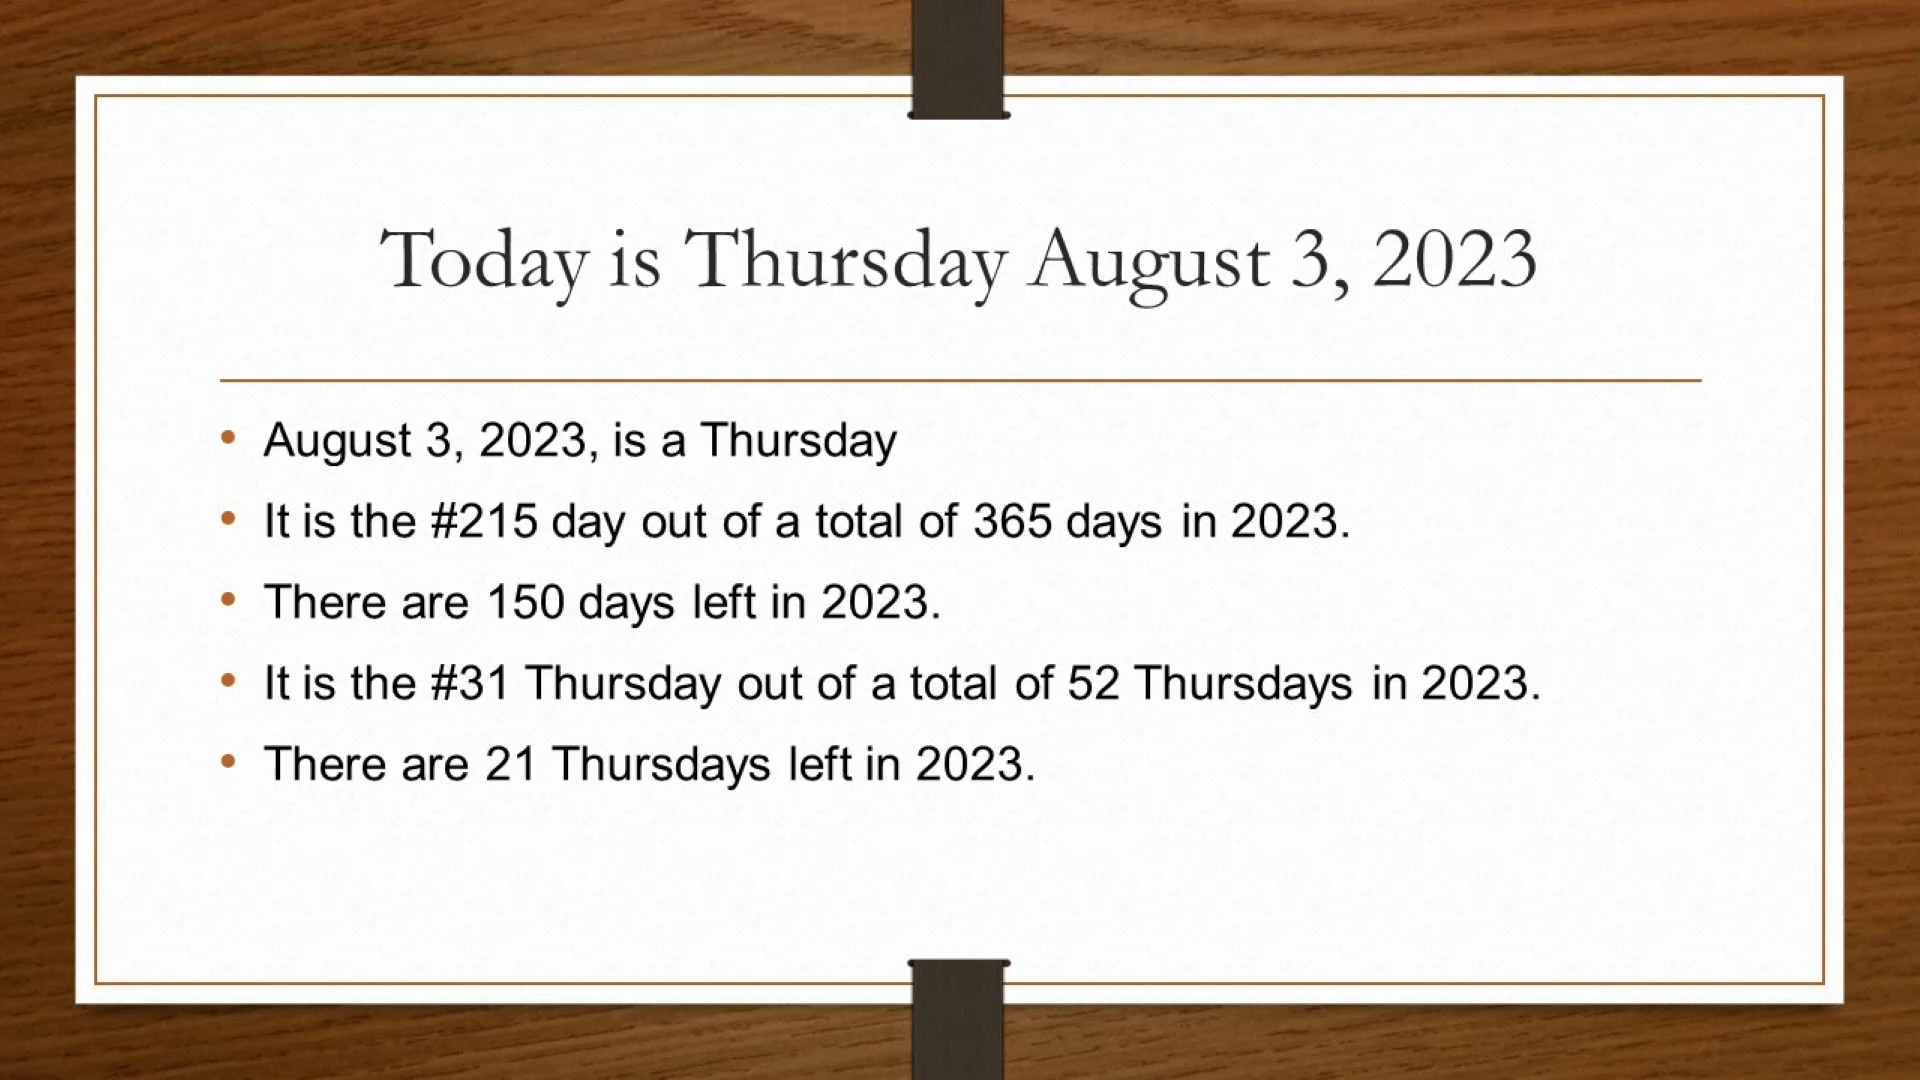 Today is Thursday August 3, 2023
• August 3, 2023, is a Thursday
• It is the #215 day out of a total of 365 days in 2023.
• There are 150 days left in 2023.
• It is the #31 Thursday out of a total of 52 Thursdays in 2023.
• There are 21 Thursdays left in 2023.